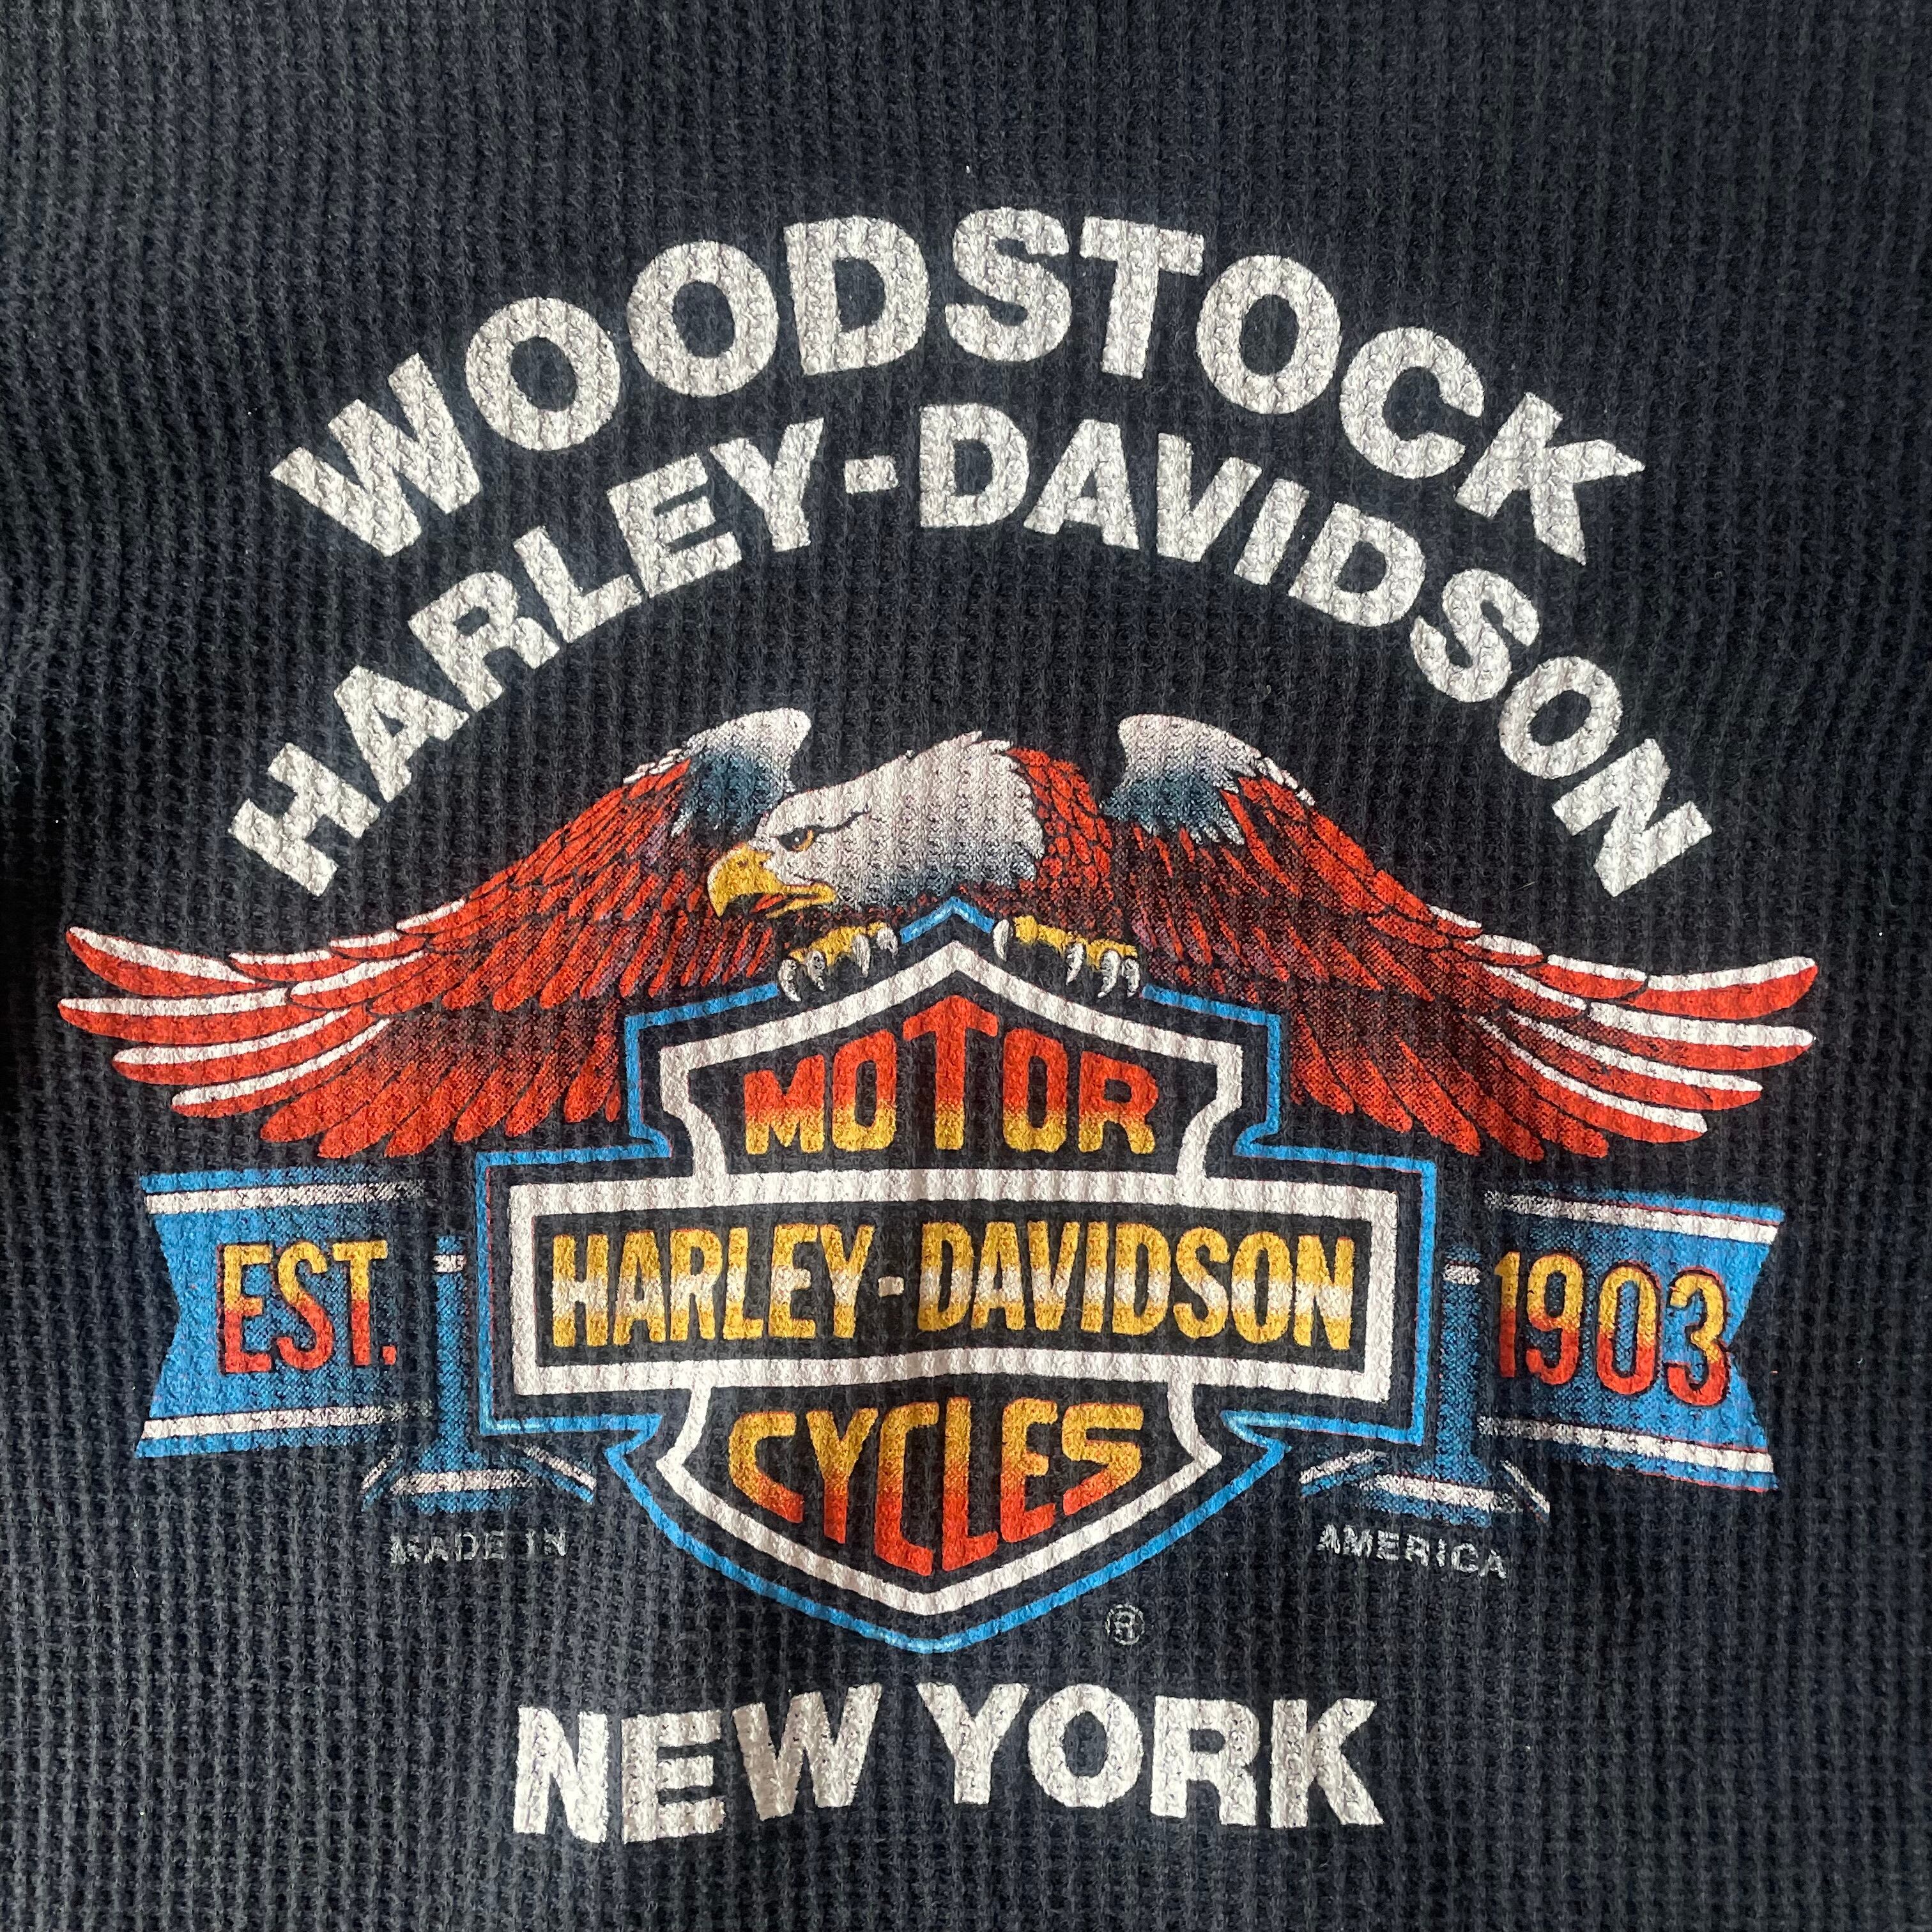 WOODSTOCK
HARLEY-DAVIDSON
MOTOR
EST. HARLEY-DAVIDSON 1903
CYCLES
MADE IN AMERICA
®
NEW YORK